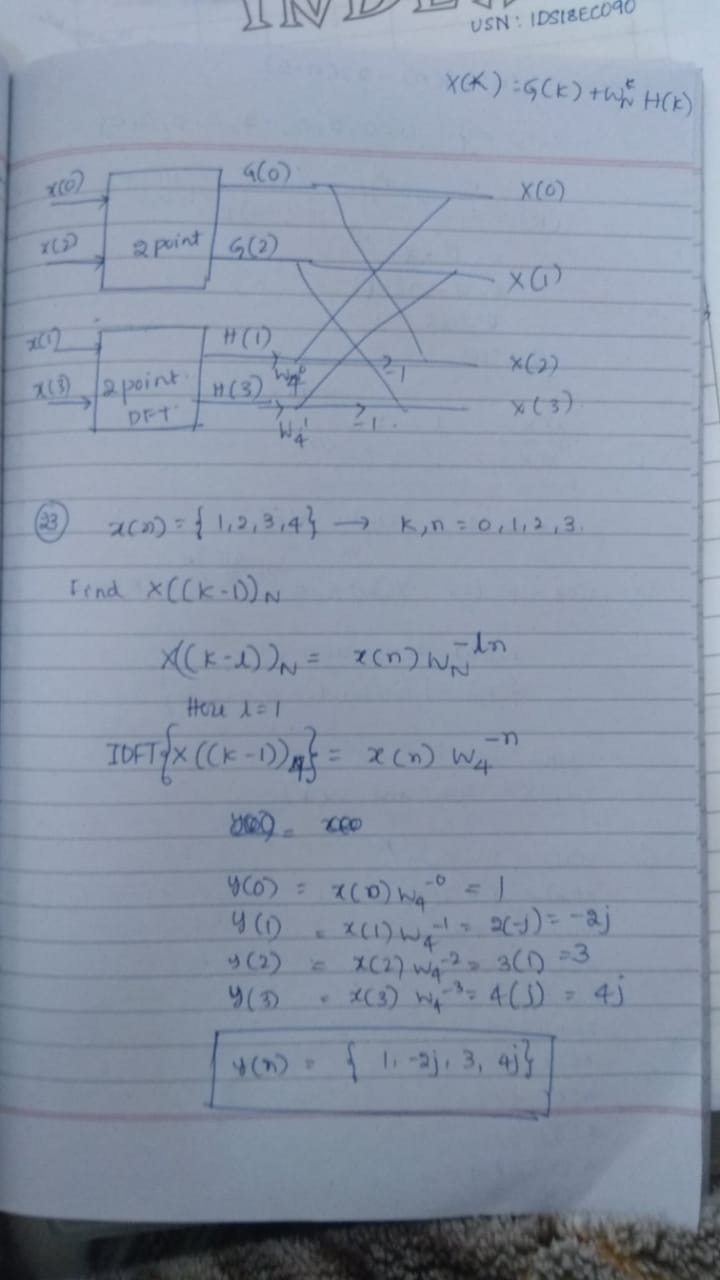 INDEX
USN: 1DS18EC090
X(K) = G(K) + W_N^K H(K)
x(0) G(0) X(0)
x(2) 2 point G(2) X(1)
x(1) H(1) W_4^0 -1 X(2)
x(3) 2 point DFT H(3) W_4^1 -1 X(3)
23 x(n) = { 1, 2, 3, 4 } → K, n = 0, 1, 2, 3.
Find X((K-1))_N
X((K-l))_N = x(n) W_N^{-ln}
Here l=1
IDFT{X((K-1))_4} = x(n) W_4^{-n}
y(0) = x(0) W_4^{-0} = 1
y(1) = x(1) W_4^{-1} = 2(-j) = -2j
y(2) = x(2) W_4^{-2} = 3(1) = 3
y(3) = x(3) W_4^{-3} = 4(j) = 4j
y(n) = { 1, -2j, 3, 4j}